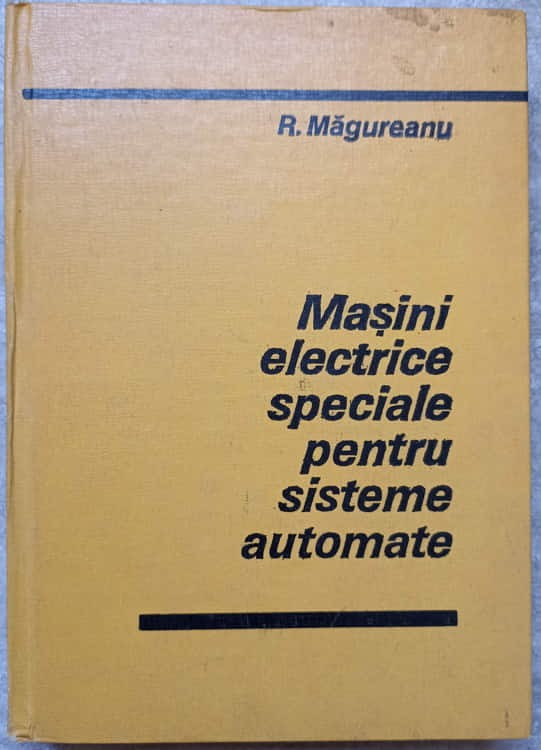 R. Măgureanu
Mașini
electrice
speciale
pentru
sisteme
automate